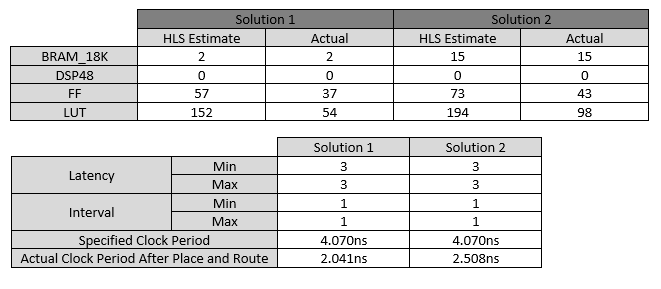 Solution 1 Solution 2
HLS Estimate Actual HLS Estimate Actual
BRAM_18K 2 2 15 15
DSP48 0 0 0 0
FF 57 37 73 43
LUT 152 54 194 98
Solution 1 Solution 2
Latency Min 3 3
Max 3 3
Interval Min 1 1
Max 1 1
Specified Clock Period 4.070ns 4.070ns
Actual Clock Period After Place and Route 2.041ns 2.508ns